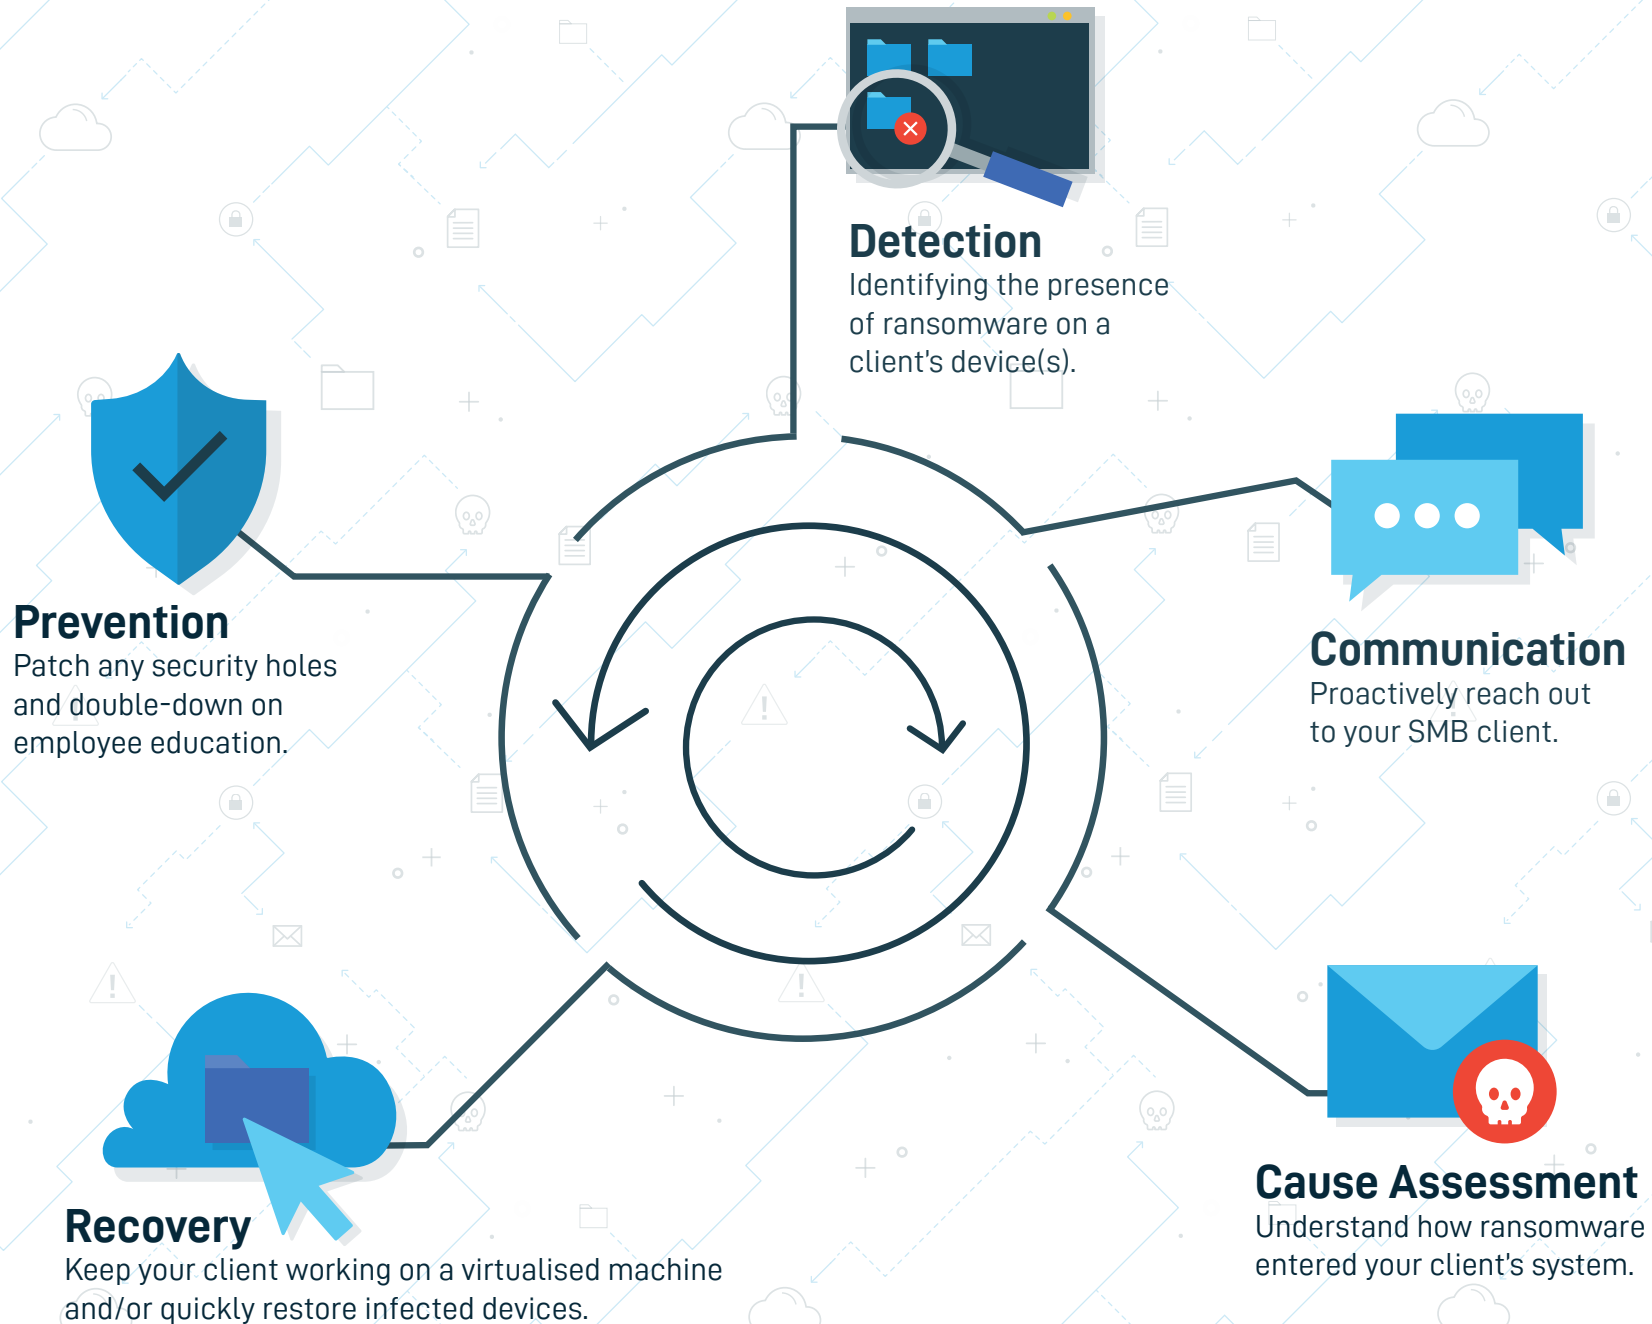 Detection
Identifying the presence
of ransomware on a
client's device(s).
Communication
Proactively reach out
to your SMB client.
Cause Assessment
Understand how ransomware
entered your client's system.
Recovery
Keep your client working on a virtualised machine
and/or quickly restore infected devices.
Prevention
Patch any security holes
and double-down on
employee education.